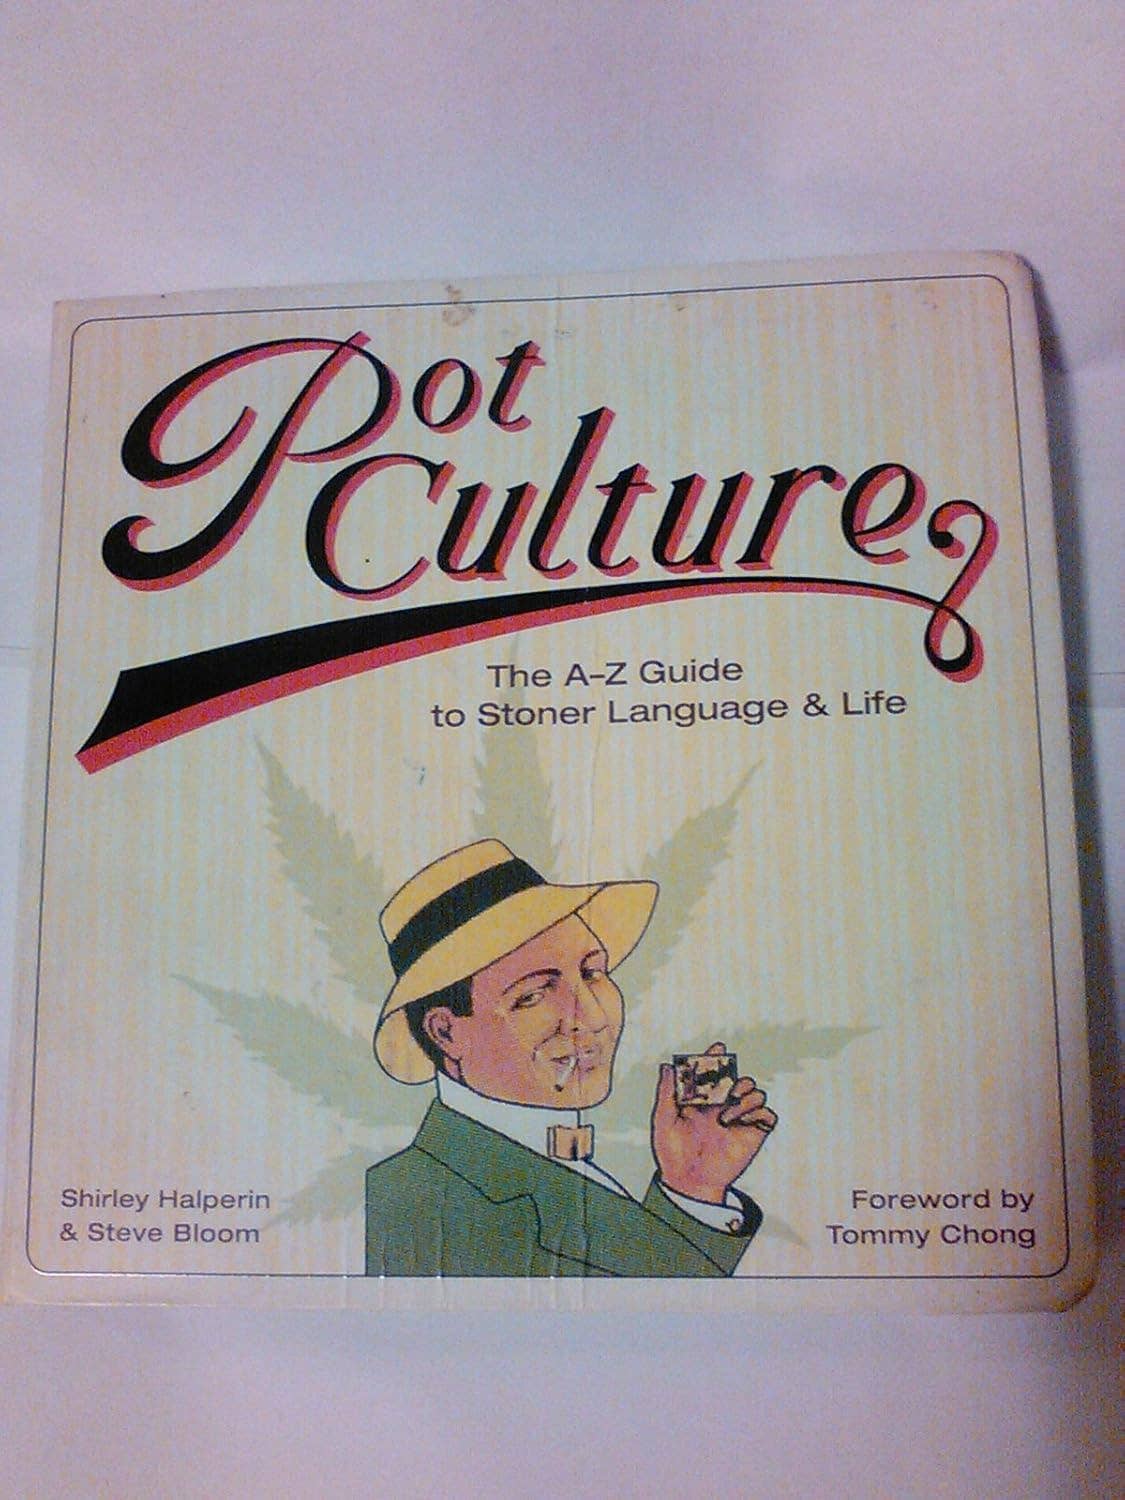 Pot
Culture
The A–Z Guide
to Stoner Language & Life
Shirley Halperin
& Steve Bloom
Foreword by
Tommy Chong